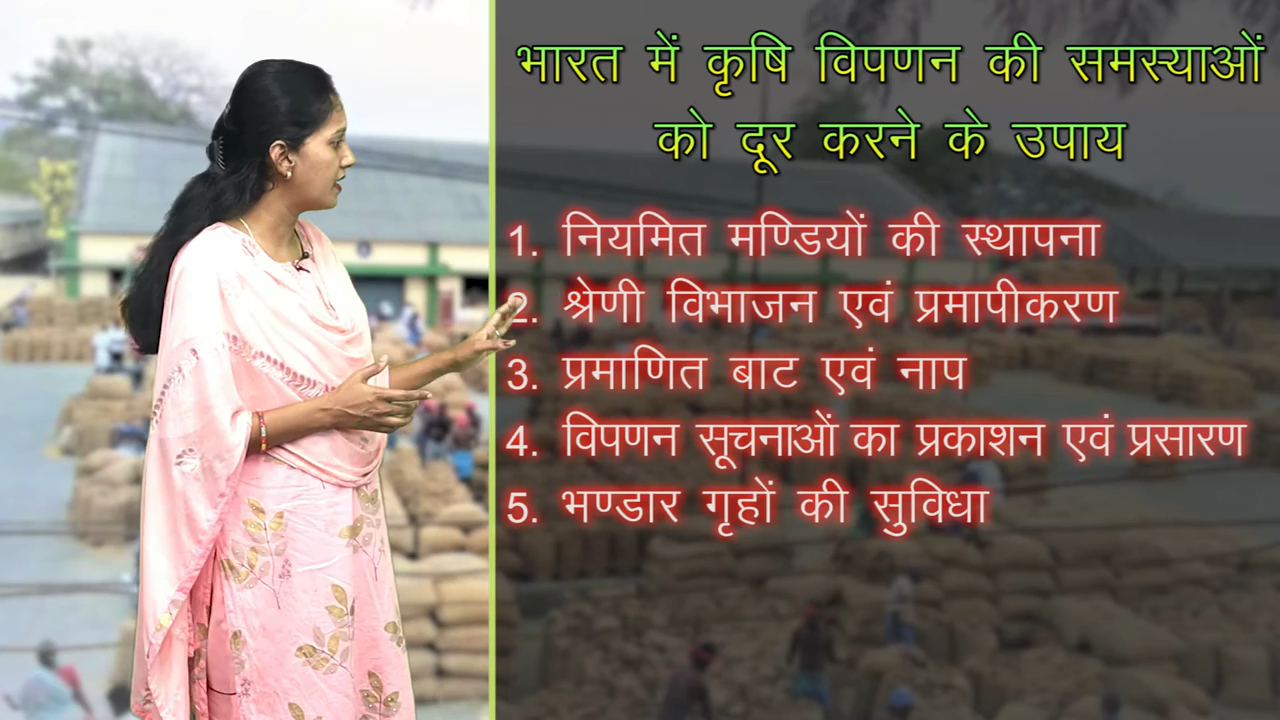 भारत में कृषि विपणन की समस्याओं
को दूर करने के उपाय
1. नियमित मण्डियों की स्थापना
2. श्रेणी विभाजन एवं प्रमापीकरण
3. प्रमाणित बाट एवं नाप
4. विपणन सूचनाओं का प्रकाशन एवं प्रसारण
5. भण्डार गृहों की सुविधा